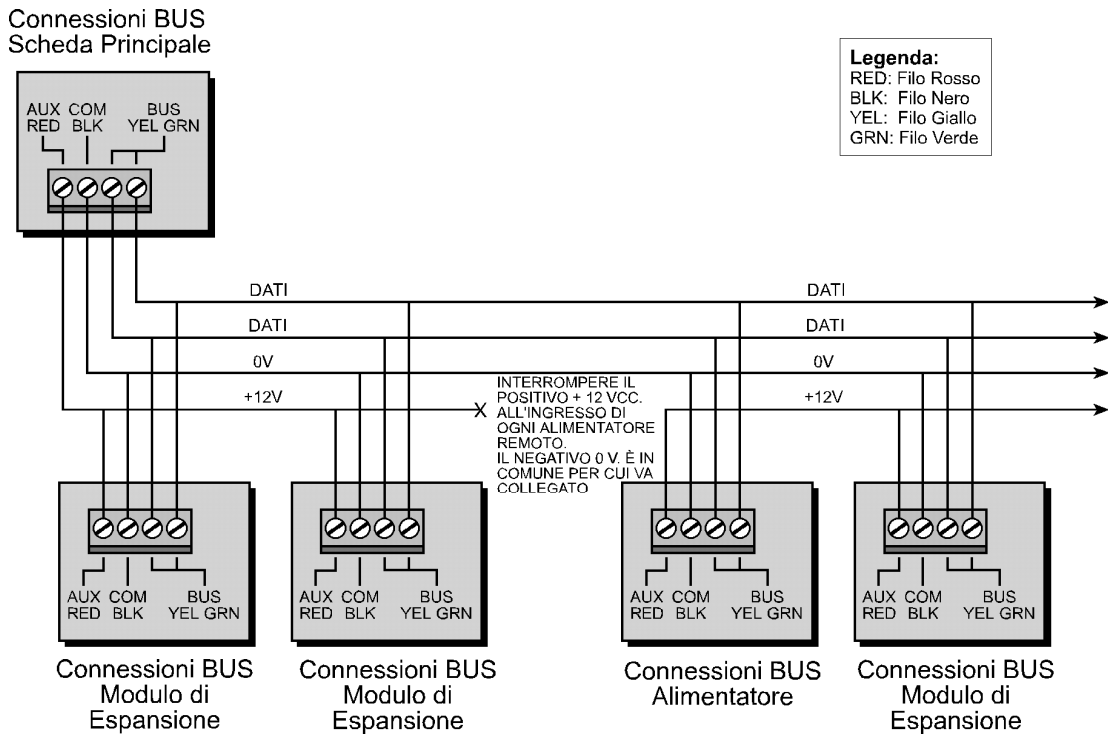 Connessioni BUS
Scheda Principale
Legenda:
RED: Filo Rosso
BLK: Filo Nero
YEL: Filo Giallo
GRN: Filo Verde
AUX COM BUS
RED BLK YEL GRN
DATI DATI
DATI DATI
0V 0V
+12V +12V
X
INTERROMPERE IL
POSITIVO + 12 VCC.
ALL'INGRESSO DI
OGNI ALIMENTATORE
REMOTO.
IL NEGATIVO 0 V. È IN
COMUNE PER CUI VA
COLLEGATO
AUX COM BUS
RED BLK YEL GRN
Connessioni BUS
Modulo di
Espansione
AUX COM BUS
RED BLK YEL GRN
Connessioni BUS
Modulo di
Espansione
AUX COM BUS
RED BLK YEL GRN
Connessioni BUS
Alimentatore
AUX COM BUS
RED BLK YEL GRN
Connessioni BUS
Modulo di
Espansione